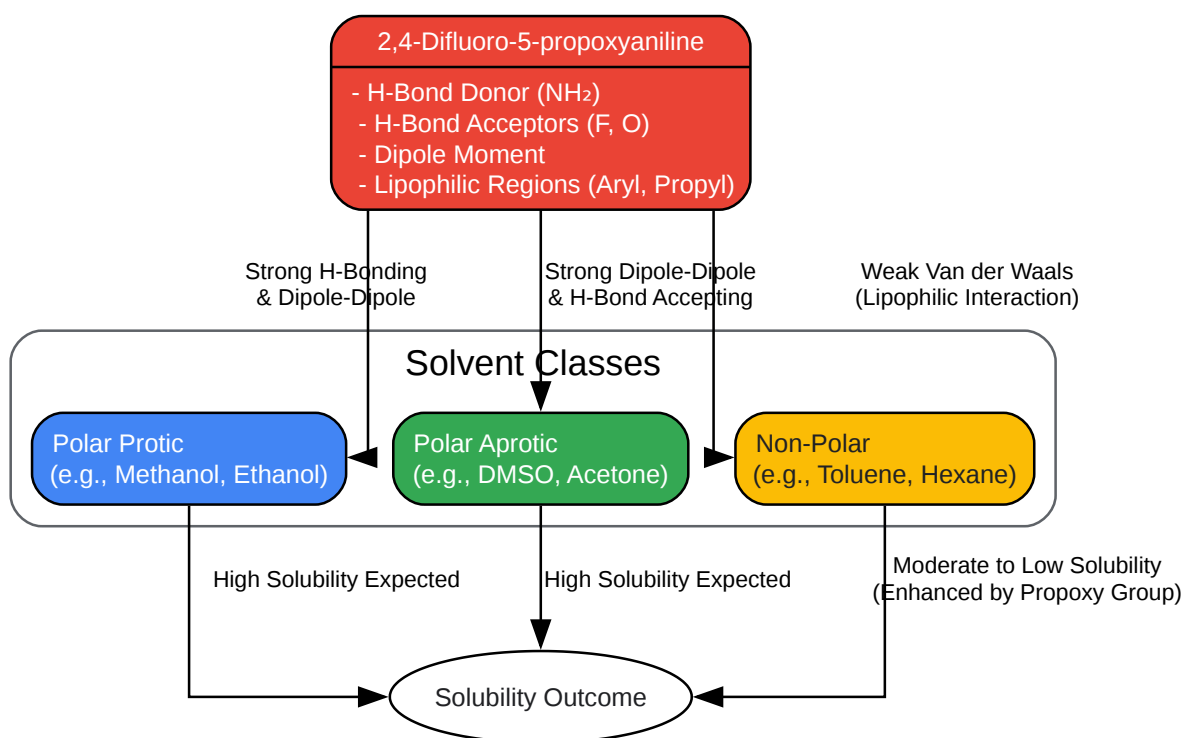 2,4-Difluoro-5-propoxyaniline
- H-Bond Donor (NH₂)
- H-Bond Acceptors (F, O)
- Dipole Moment
- Lipophilic Regions (Aryl, Propyl)
Strong H-Bonding
& Dipole-Dipole
Strong Dipole-Dipole
& H-Bond Accepting
Weak Van der Waals
(Lipophilic Interaction)
Solvent Classes
Polar Protic
(e.g., Methanol, Ethanol)
Polar Aprotic
(e.g., DMSO, Acetone)
Non-Polar
(e.g., Toluene, Hexane)
High Solubility Expected
High Solubility Expected
Moderate to Low Solubility
(Enhanced by Propoxy Group)
Solubility Outcome